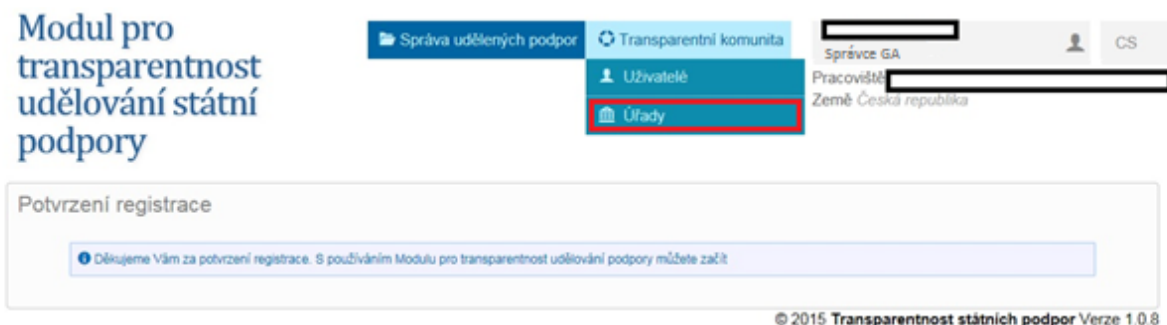 Modul pro
transparentnost
udělování státní
podpory
Správa udělených podpor
Transparentní komunita
Uživatelé
Úřady
Správce GA
CS
Pracoviště
Země Česká republika
Potvrzení registrace
Děkujeme Vám za potvrzení registrace. S používáním Modulu pro transparentnost udělování podpory můžete začít
© 2015 Transparentnost státních podpor Verze 1.0.8